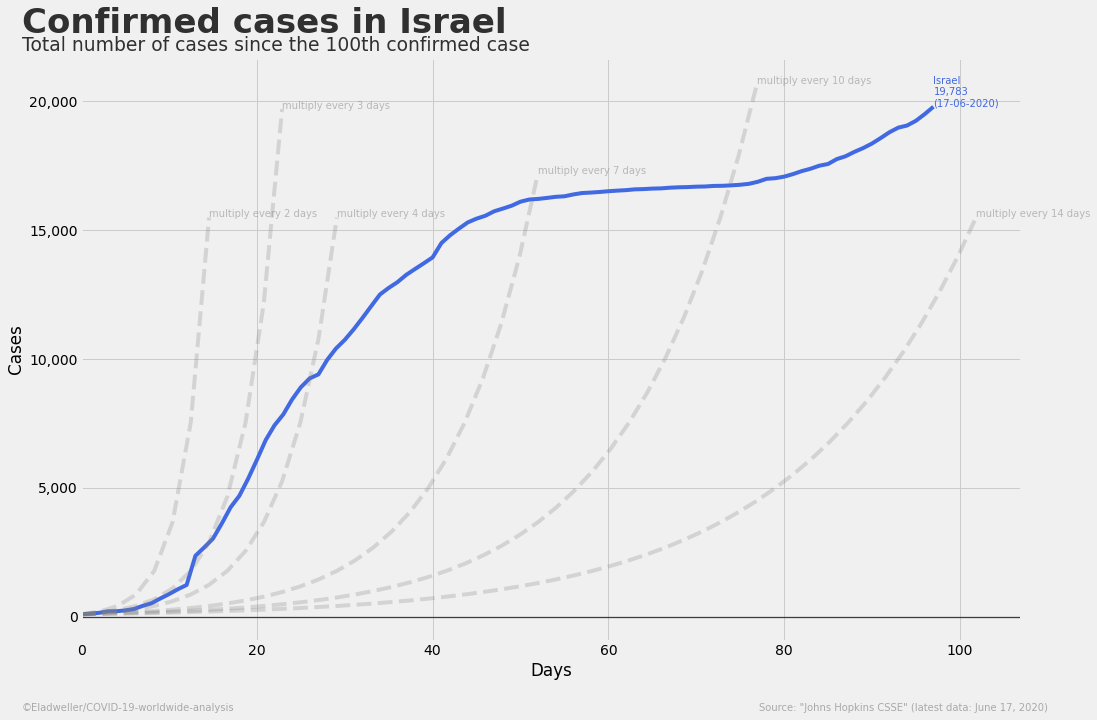 Confirmed cases in Israel
Total number of cases since the 100th confirmed case
multiply every 10 days
Israel
19,783
(17-06-2020)
20,000
multiply every 3 days
multiply every 7 days
multiply every 2 days
multiply every 4 days
multiply every 14 days
15,000
Cases
10,000
5,000
0
0 20 40 60 80 100
Days
©Eladweller/COVID-19-worldwide-analysis
Source: "Johns Hopkins CSSE" (latest data: June 17, 2020)